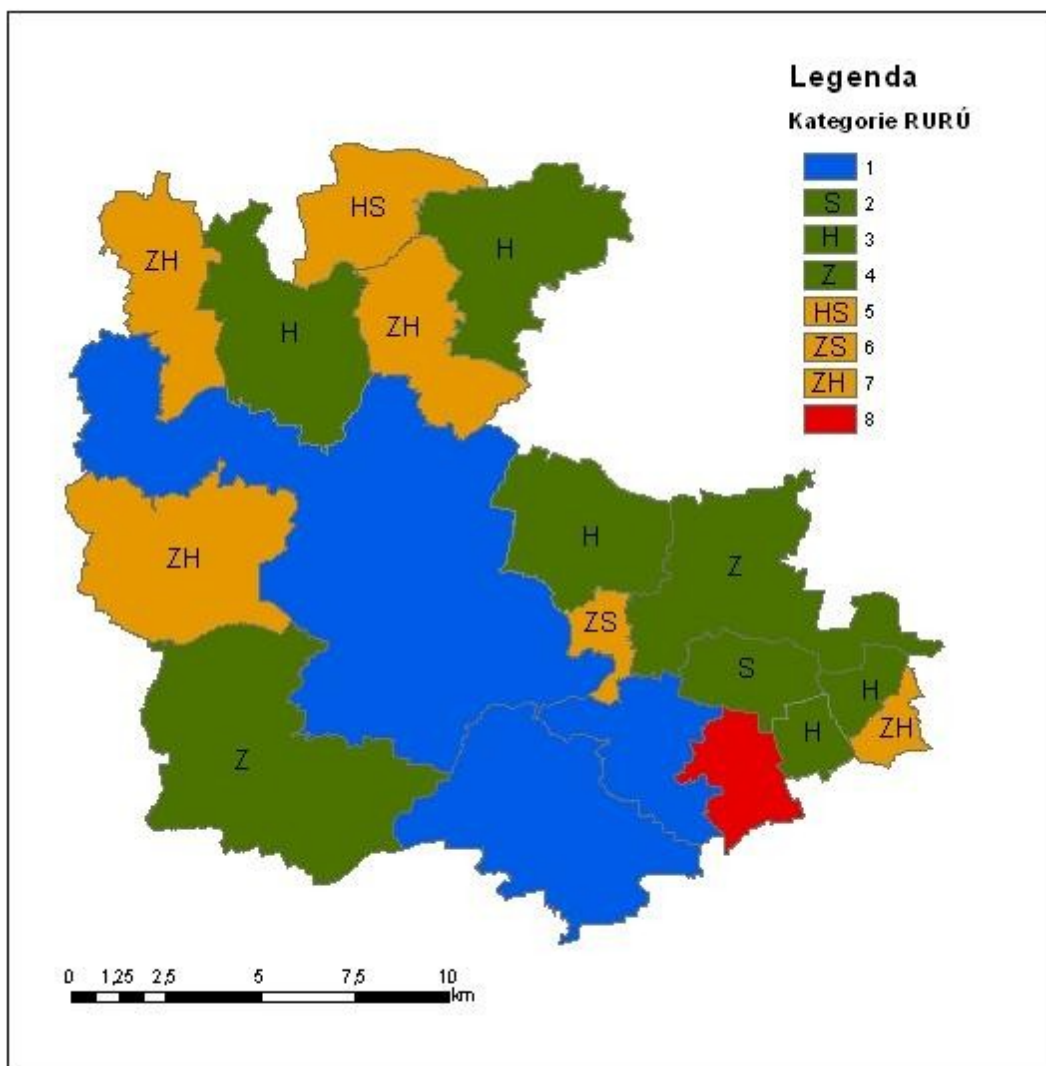 Legenda
Kategorie RURÚ
1
S 2
H 3
Z 4
HS 5
ZS 6
ZH 7
8
HS
ZH
H
H
ZH
H
ZH
Z
ZS
S
H
Z
H
ZH
0 1,25 2,5 5 7,5 10
km